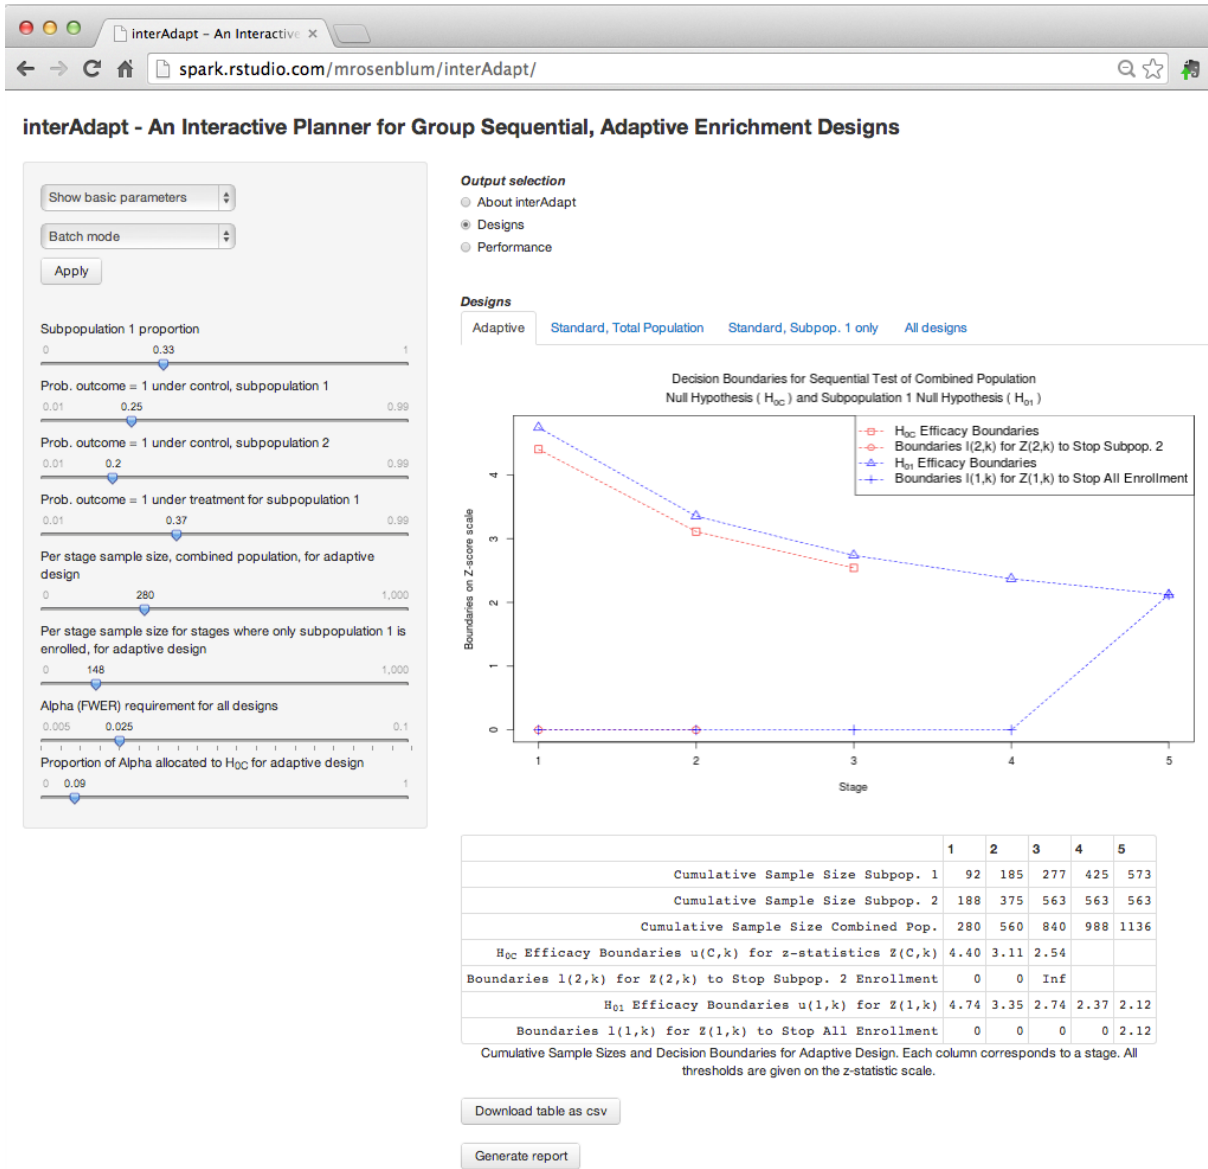 interAdapt – An Interactive
spark.rstudio.com/mrosenblum/interAdapt/
interAdapt - An Interactive Planner for Group Sequential, Adaptive Enrichment Designs
Show basic parameters
Batch mode
Apply
Subpopulation 1 proportion
0 0.33 1
Prob. outcome = 1 under control, subpopulation 1
0.01 0.25 0.99
Prob. outcome = 1 under control, subpopulation 2
0.01 0.2 0.99
Prob. outcome = 1 under treatment for subpopulation 1
0.01 0.37 0.99
Per stage sample size, combined population, for adaptive
design
0 280 1,000
Per stage sample size for stages where only subpopulation 1 is
enrolled, for adaptive design
0 148 1,000
Alpha (FWER) requirement for all designs
0.005 0.025 0.1
Proportion of Alpha allocated to H0C for adaptive design
0 0.09 1
Output selection
About interAdapt
Designs
Performance
Designs
Adaptive Standard, Total Population Standard, Subpop. 1 only All designs
Decision Boundaries for Sequential Test of Combined Population
Null Hypothesis ( H0C ) and Subpopulation 1 Null Hypothesis ( H01 )
H0C Efficacy Boundaries
Boundaries l(2,k) for Z(2,k) to Stop Subpop. 2
H01 Efficacy Boundaries
Boundaries l(1,k) for Z(1,k) to Stop All Enrollment
Boundaries on Z-score scale
4
3
2
1
0
1 2 3 4 5
Stage
1 2 3 4 5
Cumulative Sample Size Subpop. 1 92 185 277 425 573
Cumulative Sample Size Subpop. 2 188 375 563 563 563
Cumulative Sample Size Combined Pop. 280 560 840 988 1136
H0C Efficacy Boundaries u(C,k) for z-statistics Z(C,k) 4.40 3.11 2.54
Boundaries l(2,k) for Z(2,k) to Stop Subpop. 2 Enrollment 0 0 Inf
H01 Efficacy Boundaries u(1,k) for Z(1,k) 4.74 3.35 2.74 2.37 2.12
Boundaries l(1,k) for Z(1,k) to Stop All Enrollment 0 0 0 0 2.12
Cumulative Sample Sizes and Decision Boundaries for Adaptive Design. Each column corresponds to a stage. All
thresholds are given on the z-statistic scale.
Download table as csv
Generate report